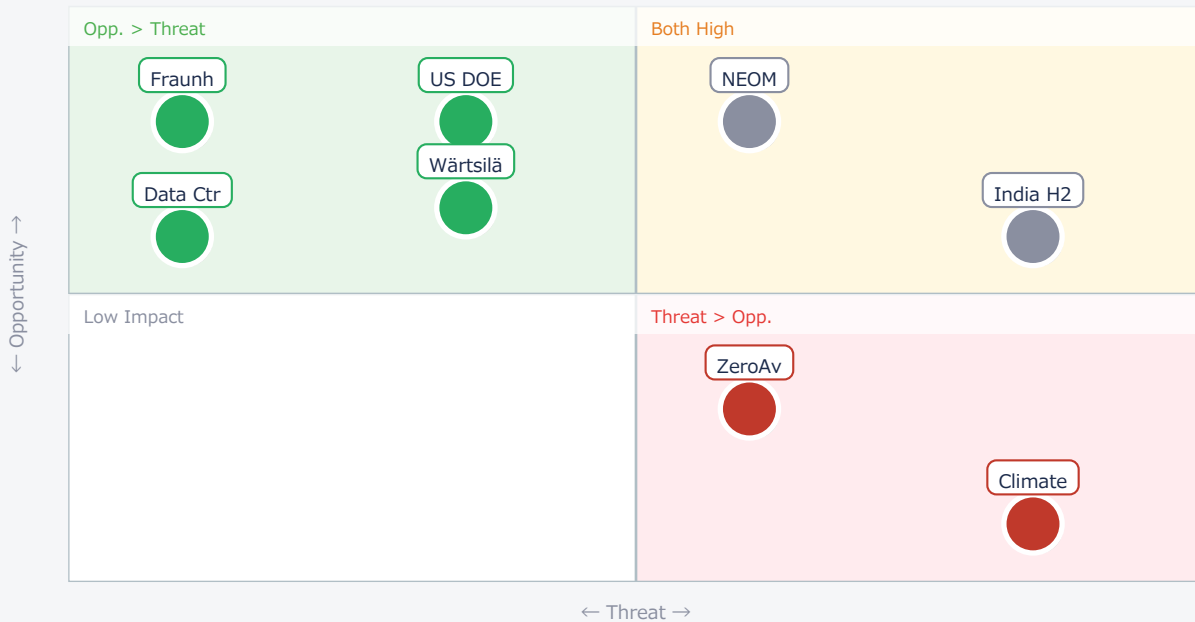 Opp. > Threat
Both High
Fraunh
US DOE
NEOM
Wärtsilä
Data Ctr
India H2
← Opportunity →
Low Impact
Threat > Opp.
ZeroAv
Climate
← Threat →